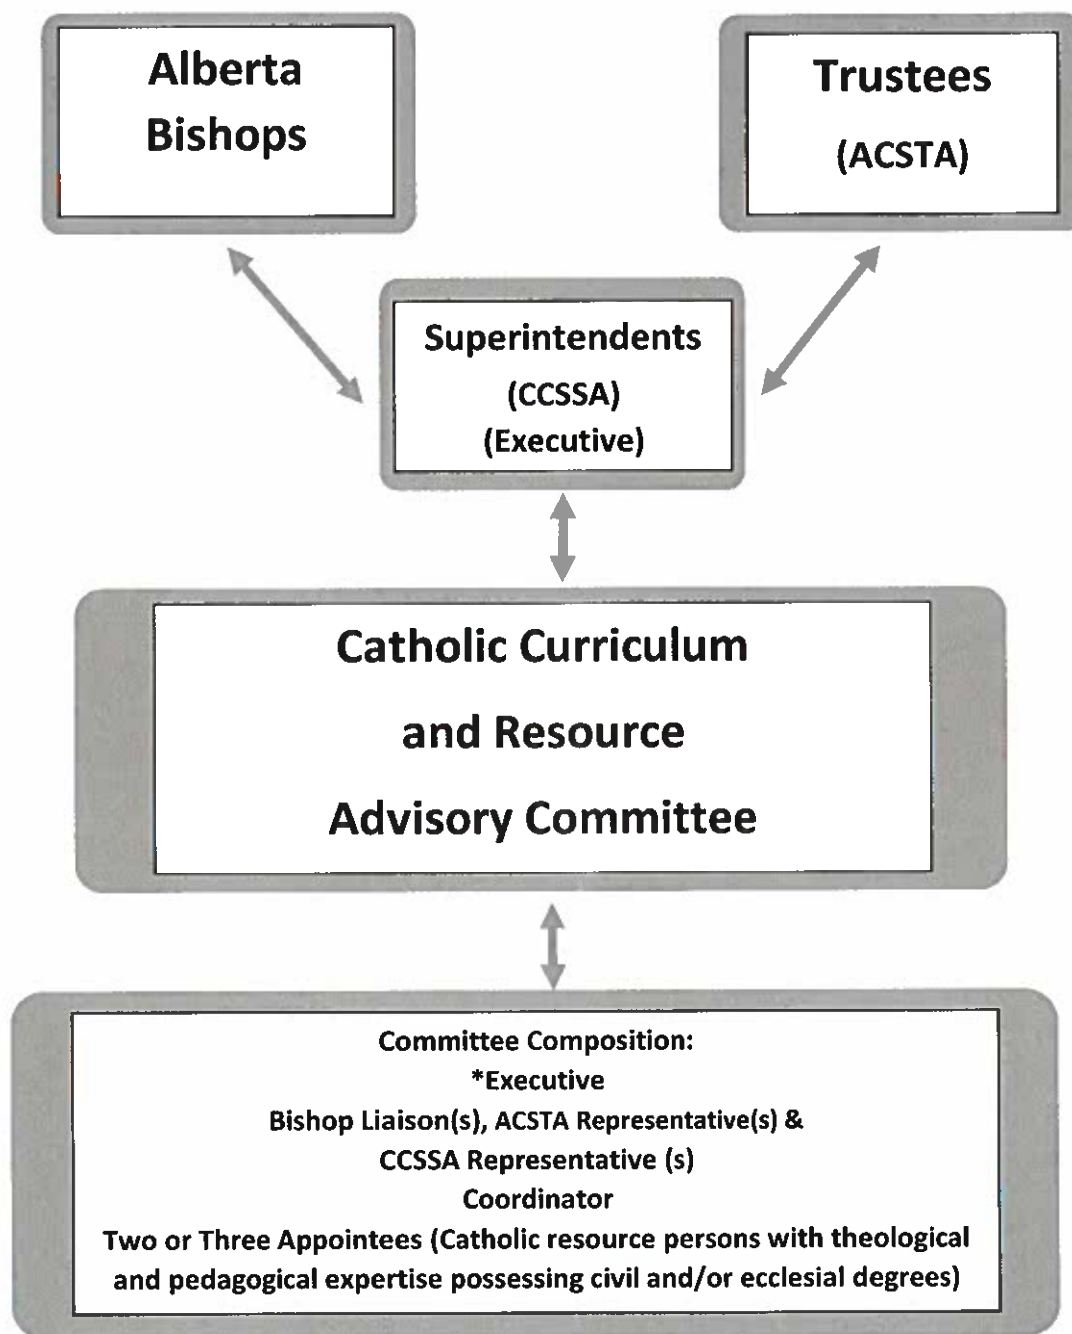 Alberta
Bishops
Trustees
(ACSTA)
Superintendents
(CCSSA)
(Executive)
Catholic Curriculum
and Resource
Advisory Committee
Committee Composition:
*Executive
Bishop Liaison(s), ACSTA Representative(s) &
CCSSA Representative (s)
Coordinator
Two or Three Appointees (Catholic resource persons with theological
and pedagogical expertise possessing civil and/or ecclesial degrees)